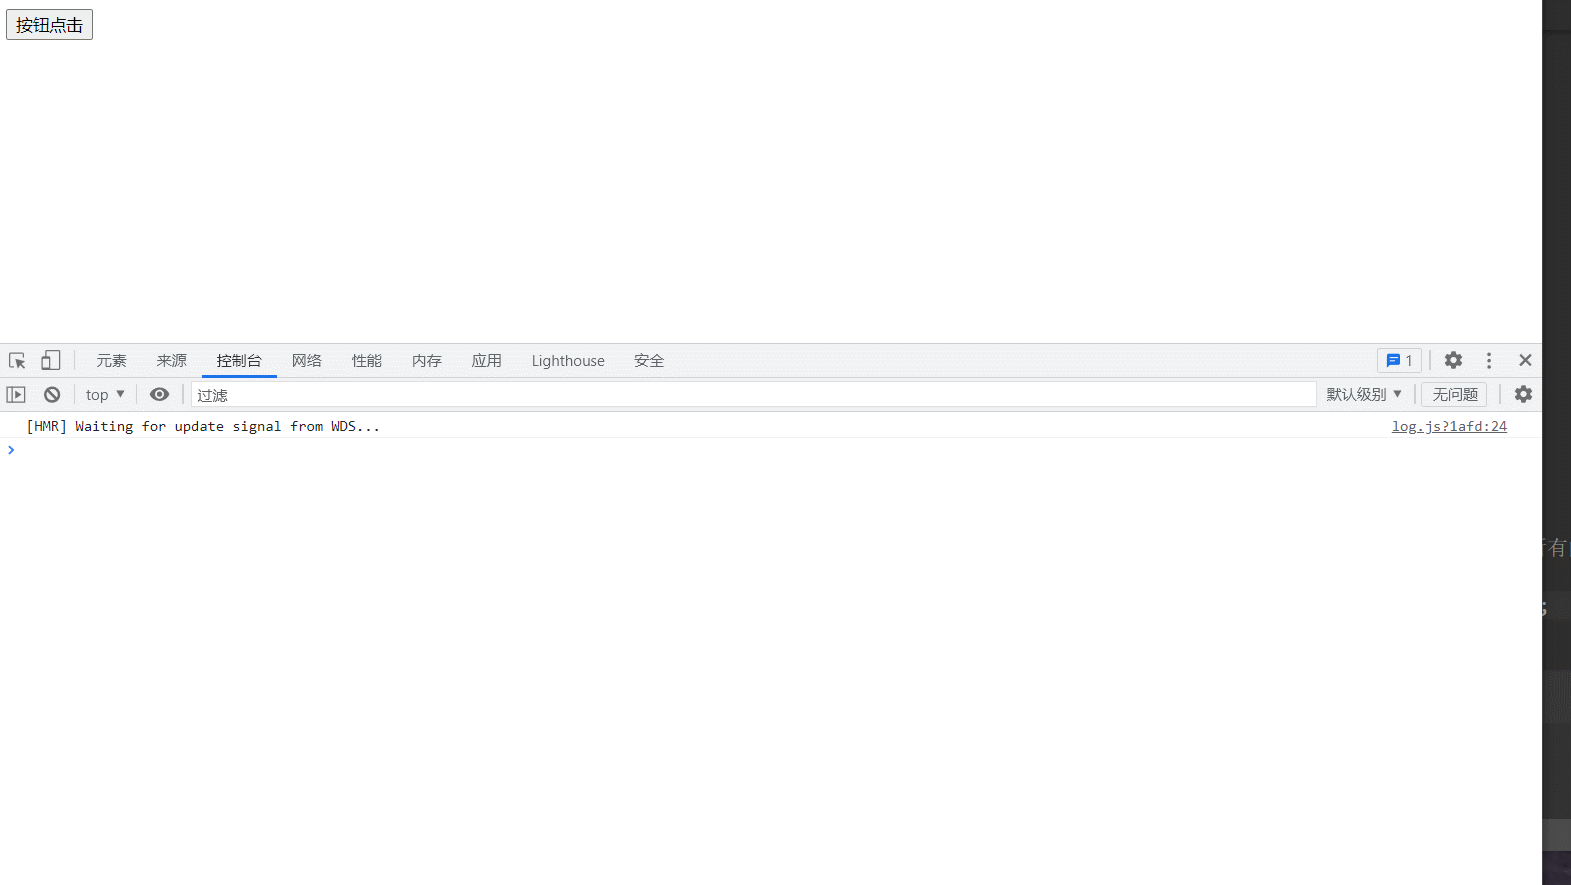 按钮点击
元素 来源 控制台 网络 性能 内存 应用 Lighthouse 安全 1
top 过滤 默认级别 无问题
[HMR] Waiting for update signal from WDS... log.js?1afd:24
有
;